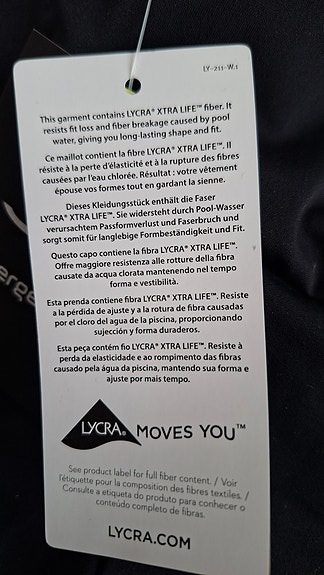 LY-211-W.1
This garment contains LYCRA® XTRA LIFE™ fiber. It
resists fit loss and fiber breakage caused by pool
water, giving you long-lasting shape and fit.
Ce maillot contient la fibre LYCRA® XTRA LIFE™. Il
résiste à la perte d'élasticité et à la rupture des fibres
causées par l'eau chlorée. Résultat : votre vêtement
épouse vos formes tout en gardant la sienne.
Dieses Kleidungsstück enthält die Faser
LYCRA® XTRA LIFE™. Sie widersteht durch Pool-Wasser
verursachtem Passformverlust und Faserbruch und
sorgt somit für langlebige Formbeständigkeit und Fit.
Questo capo contiene la fibra LYCRA® XTRA LIFE™.
Offre maggiore resistenza alle rotture della fibra
causate da acqua clorata mantenendo nel tempo
forma e vestibilità.
Esta prenda contiene fibra LYCRA® XTRA LIFE™. Resiste
a la pérdida de ajuste y a la rotura de fibra causadas
por el cloro del agua de la piscina, proporcionando
sujección y forma duraderos.
Esta peça contém fio LYCRA® XTRA LIFE™. Resiste à
perda da elasticidade e ao rompimento das fibras
causado pela água da piscina, mantendo sua forma e
ajuste por mais tempo.
LYCRA® MOVES YOU™
See product label for full fiber content. / Voir
l'étiquette pour la composition des fibres textiles. /
Consulte a etiqueta do produto para conhecer o
conteúdo completo de fibras.
LYCRA.COM